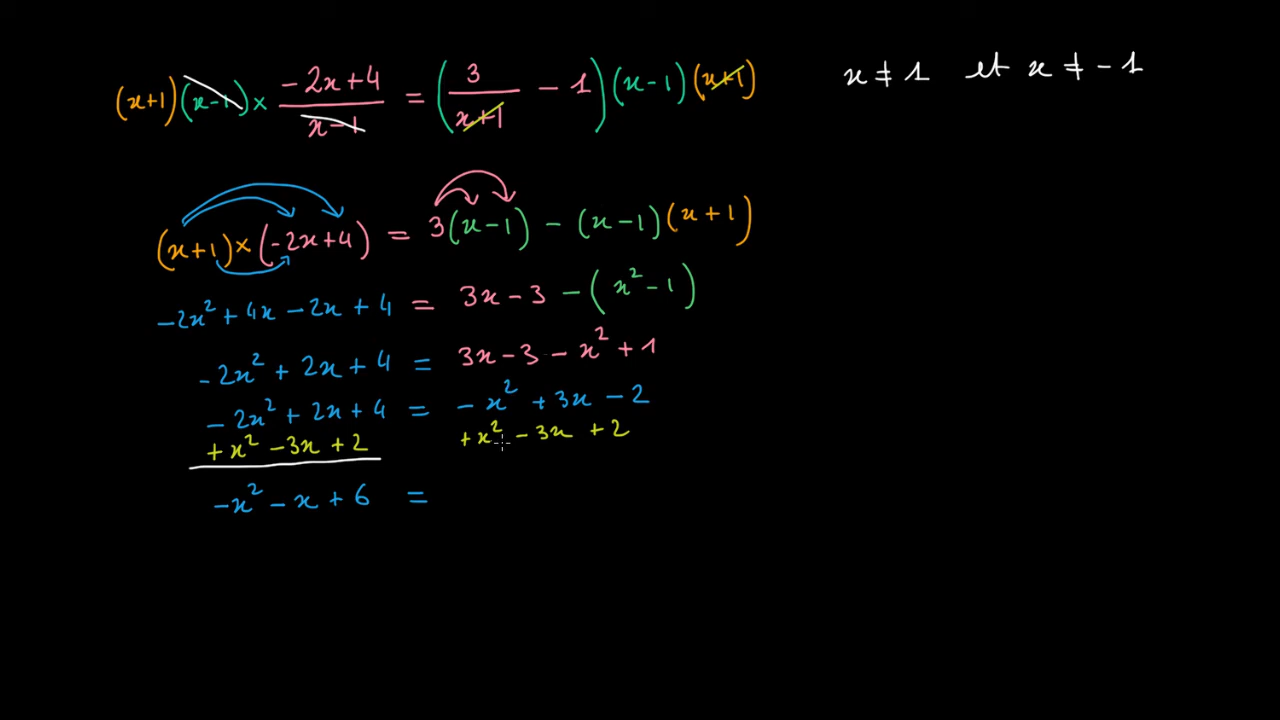 (x+1)(x-1) × (-2x+4)/(x-1) = (3/(x+1) - 1)(x-1)(x+1) x ≠ 1 et x ≠ -1
(x+1)×(-2x+4) = 3(x-1) - (x-1)(x+1)
-2x² + 4x - 2x + 4 = 3x - 3 - (x² - 1)
-2x² + 2x + 4 = 3x - 3 - x² + 1
-2x² + 2x + 4 = -x² + 3x - 2
+x² - 3x + 2 +x² - 3x + 2
-x² - x + 6 =